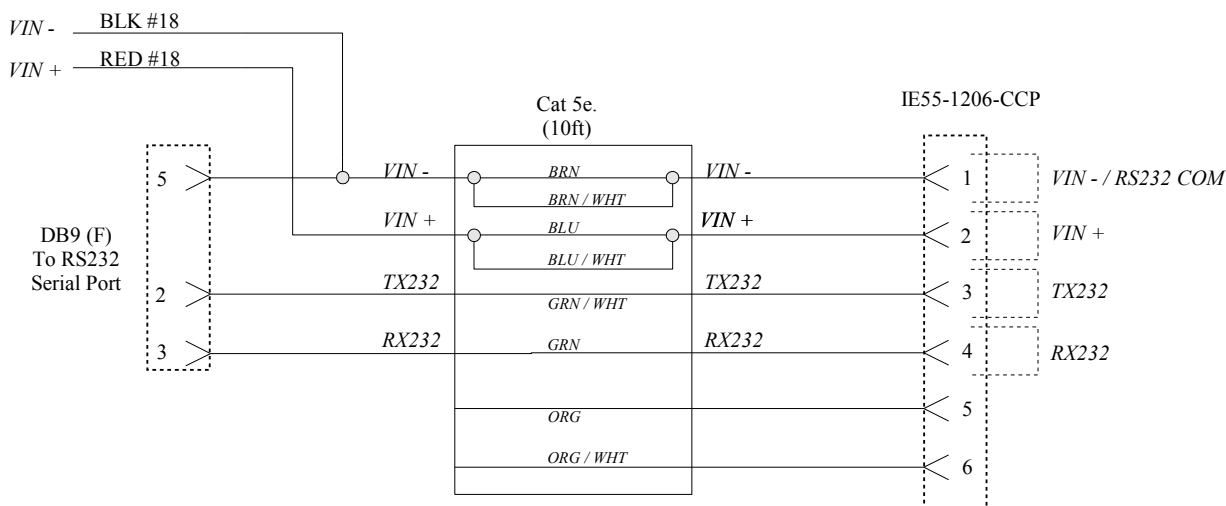 VIN - BLK #18
VIN + RED #18
Cat 5e.
(10ft)
IE55-1206-CCP
5 VIN - BRN VIN - 1 VIN - / RS232 COM
BRN / WHT
VIN + BLU VIN + 2 VIN +
BLU / WHT
DB9 (F)
To RS232
Serial Port
2 TX232 GRN / WHT TX232 3 TX232
3 RX232 GRN RX232 4 RX232
ORG 5
ORG / WHT 6